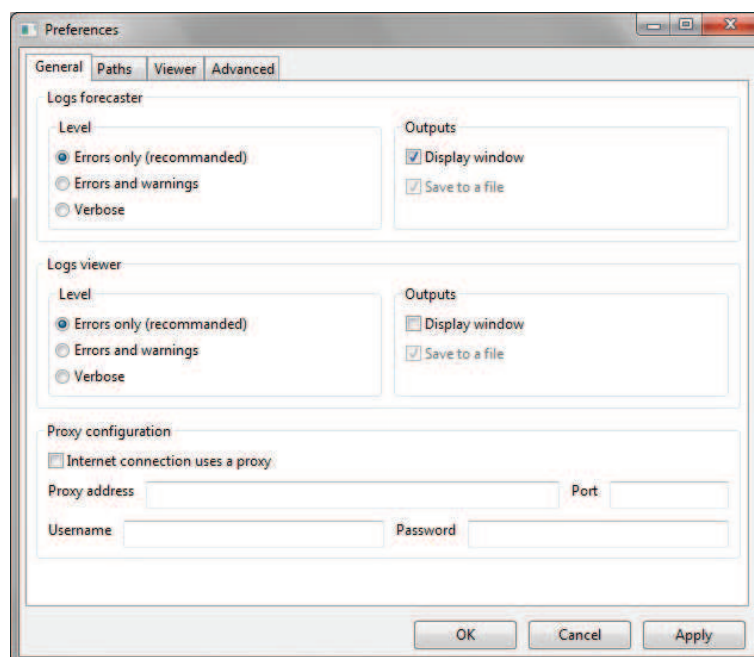 Preferences
General Paths Viewer Advanced
Logs forecaster
Level
Errors only (recommanded)
Errors and warnings
Verbose
Outputs
Display window
Save to a file
Logs viewer
Level
Errors only (recommanded)
Errors and warnings
Verbose
Outputs
Display window
Save to a file
Proxy configuration
Internet connection uses a proxy
Proxy address Port
Username Password
OK Cancel Apply